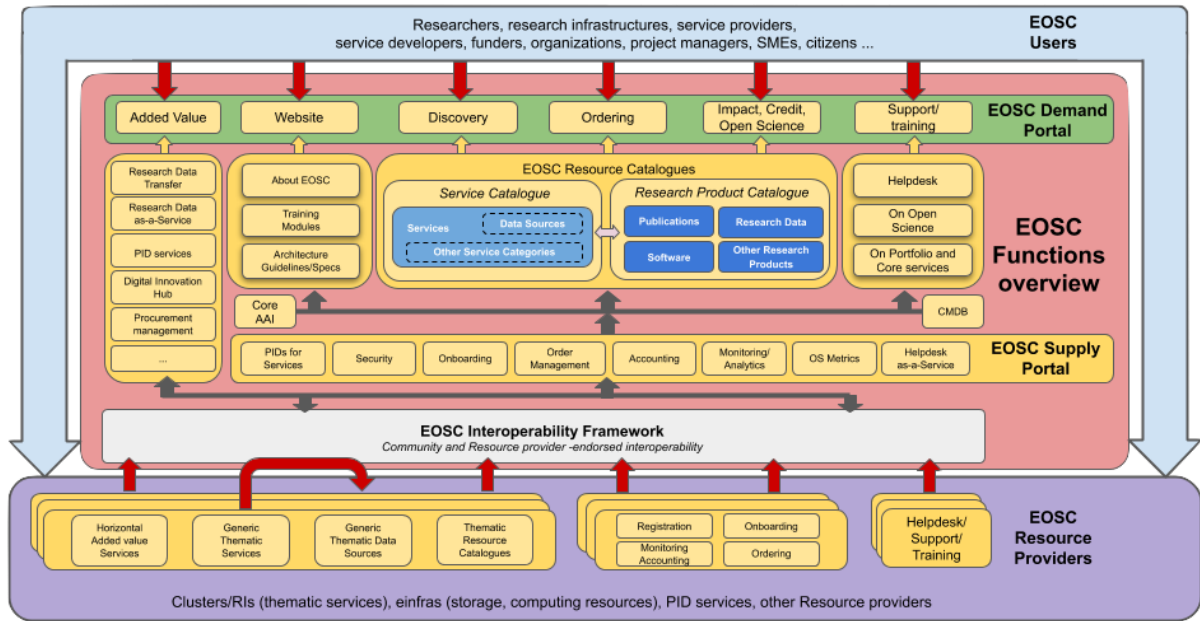 Researchers, research infrastructures, service providers,
service developers, funders, organizations, project managers, SMEs, citizens ...
EOSC
Users
Added Value
Website
Discovery
Ordering
Impact, Credit,
Open Science
Support/
training
EOSC Demand
Portal
Research Data
Transfer
Research Data
as-a-Service
PID services
Digital Innovation
Hub
Procurement
management
...
About EOSC
Training
Modules
Architecture
Guidelines/Specs
EOSC Resource Catalogues
Service Catalogue
Services
Data Sources
Other Service Categories
Research Product Catalogue
Publications
Research Data
Software
Other Research
Products
Helpdesk
On Open
Science
On Portfolio and
Core services
EOSC
Functions
overview
Core
AAI
CMDB
PIDs for
Services
Security
Onboarding
Order
Management
Accounting
Monitoring/
Analytics
OS Metrics
Helpdesk
as-a-Service
EOSC Supply
Portal
EOSC Interoperability Framework
Community and Resource provider -endorsed interoperability
Horizontal
Added value
Services
Generic
Thematic
Services
Generic
Thematic Data
Sources
Thematic
Resource
Catalogues
Registration
Onboarding
Monitoring
Accounting
Ordering
Helpdesk/
Support/
Training
EOSC
Resource
Providers
Clusters/RIs (thematic services), einfras (storage, computing resources), PID services, other Resource providers